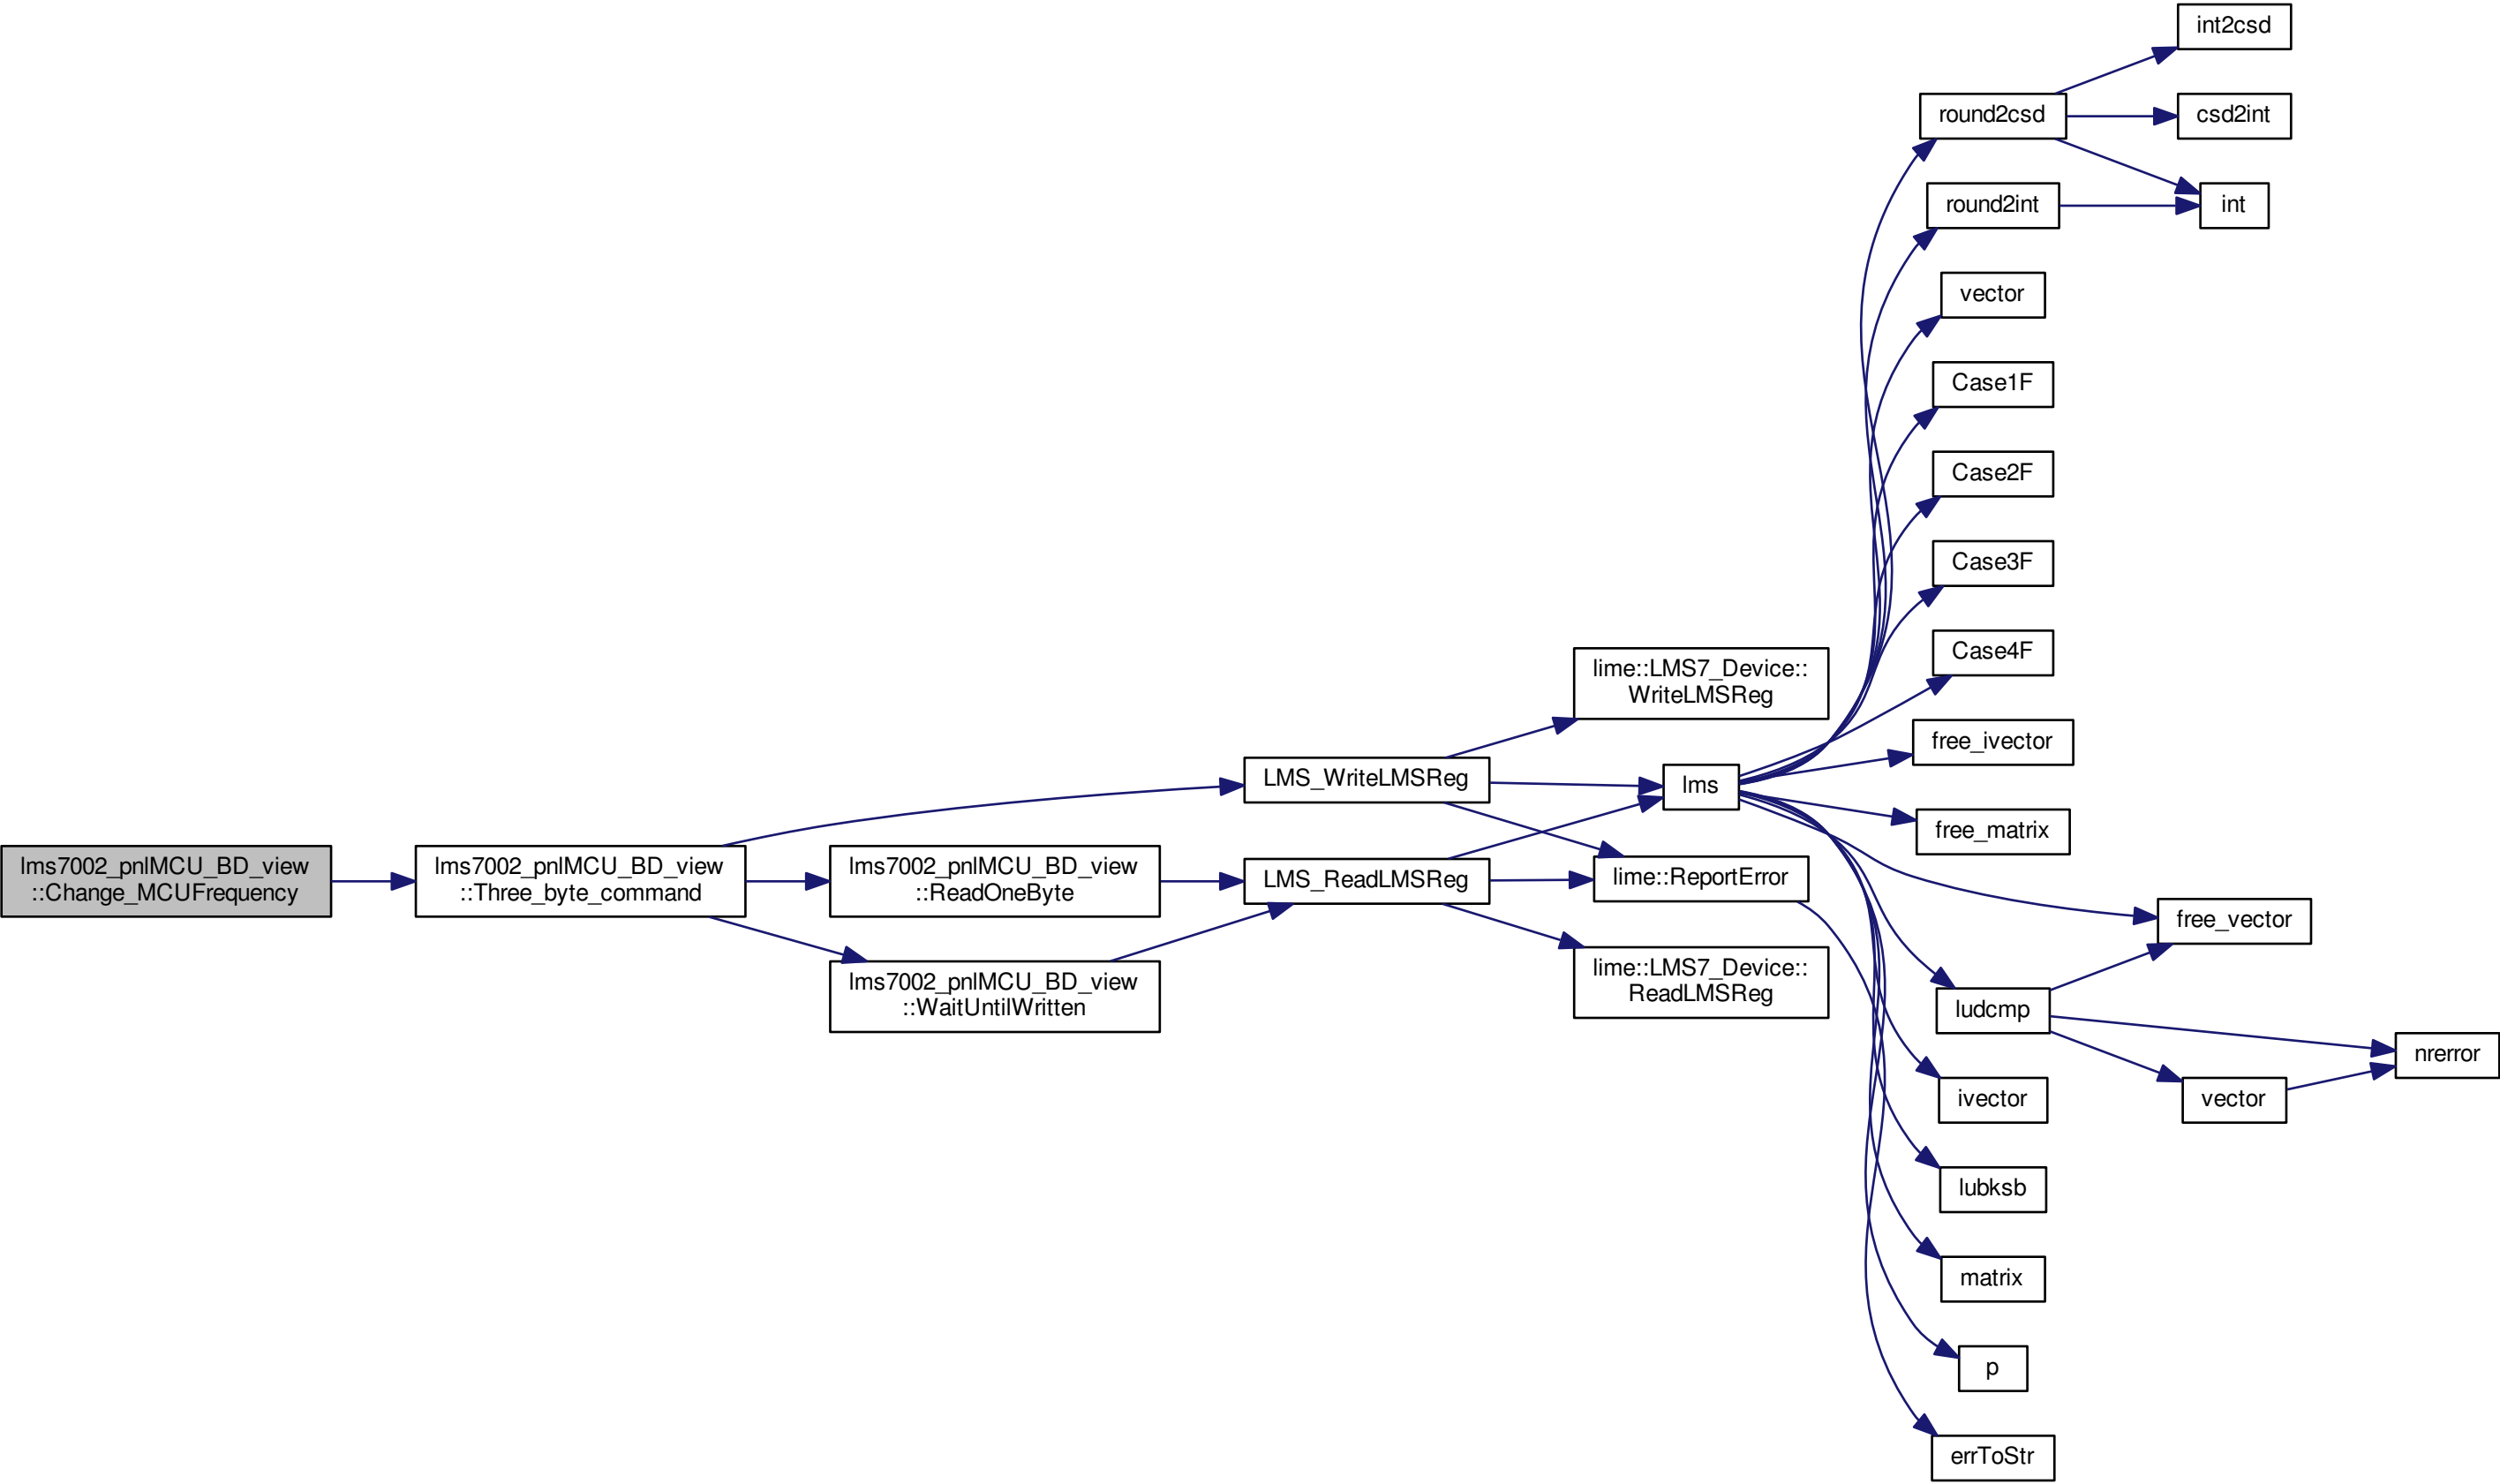 lms7002_pnlMCU_BD_view
::Change_MCUFrequency
lms7002_pnlMCU_BD_view
::Three_byte_command
lms7002_pnlMCU_BD_view
::ReadOneByte
lms7002_pnlMCU_BD_view
::WaitUntilWritten
LMS_WriteLMSReg
LMS_ReadLMSReg
lime::LMS7_Device::
WriteLMSReg
lms
lime::ReportError
lime::LMS7_Device::
ReadLMSReg
round2csd
round2int
vector
Case1F
Case2F
Case3F
Case4F
free_ivector
free_matrix
ludcmp
ivector
lubksb
matrix
p
errToStr
int2csd
csd2int
int
free_vector
vector
nrerror